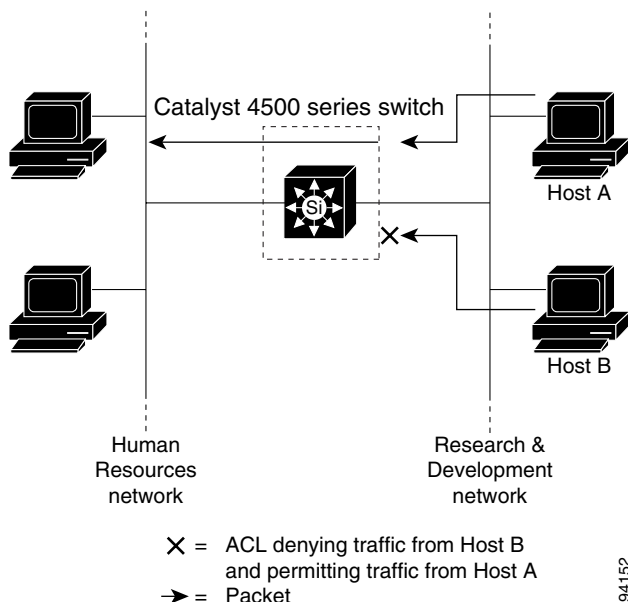 Catalyst 4500 series switch
Si
Host A
Host B
Human
Resources
network
Research &
Development
network
X = ACL denying traffic from Host B
and permitting traffic from Host A
→ = Packet
94152